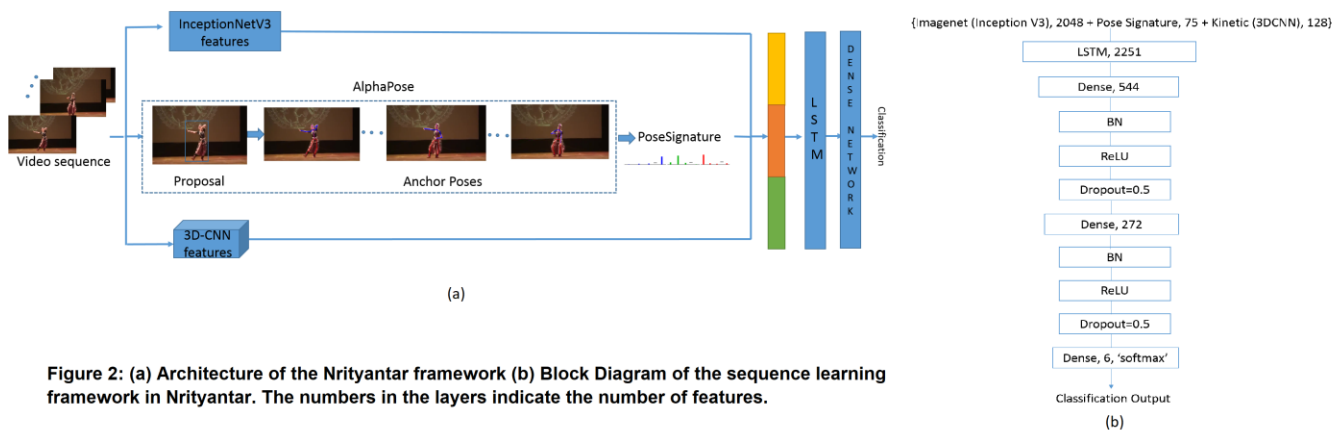 InceptionNetV3
features
AlphaPose
Video sequence
Proposal
Anchor Poses
PoseSignature
3D-CNN
features
LSTM
DENSE NETWORK
Classification
(a)
{Imagenet (Inception V3), 2048 + Pose Signature, 75 + Kinetic (3DCNN), 128}
LSTM, 2251
Dense, 544
BN
ReLU
Dropout=0.5
Dense, 272
BN
ReLU
Dropout=0.5
Dense, 6, ‘softmax’
Classification Output
(b)
Figure 2: (a) Architecture of the Nrityantar framework (b) Block Diagram of the sequence learning
framework in Nrityantar. The numbers in the layers indicate the number of features.